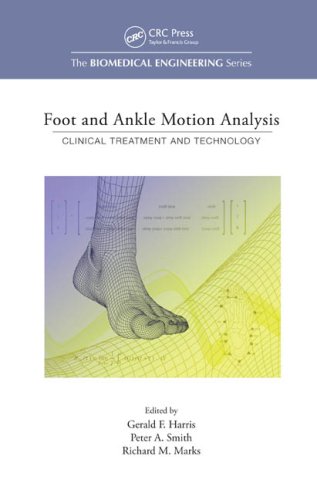 CRC
CRC Press
Taylor & Francis Group
The BIOMEDICAL ENGINEERING Series
Foot and Ankle Motion Analysis
CLINICAL TREATMENT AND TECHNOLOGY
Edited by
Gerald F. Harris
Peter A. Smith
Richard M. Marks